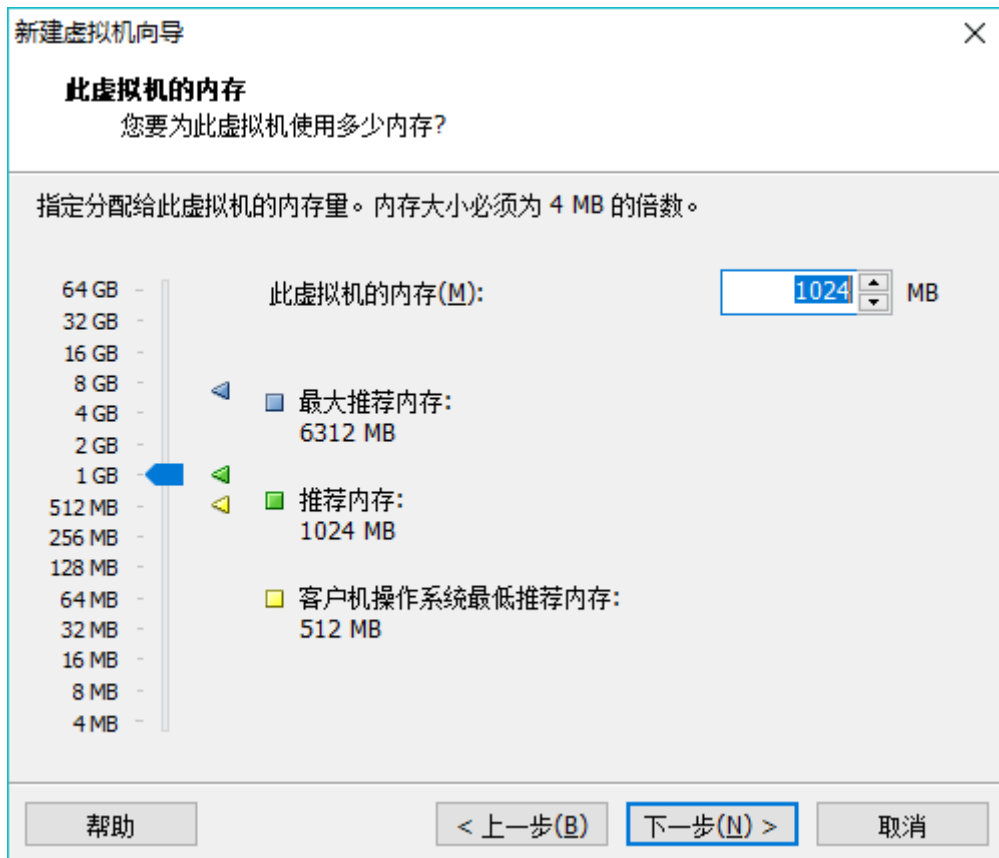 新建虚拟机向导
此虚拟机的内存
您要为此虚拟机使用多少内存?
指定分配给此虚拟机的内存量。内存大小必须为 4 MB 的倍数。
此虚拟机的内存(M): 1024 MB
64 GB
32 GB
16 GB
8 GB
4 GB
2 GB
1 GB
512 MB
256 MB
128 MB
64 MB
32 MB
16 MB
8 MB
4 MB
最大推荐内存:
6312 MB
推荐内存:
1024 MB
客户机操作系统最低推荐内存:
512 MB
帮助 < 上一步(B) 下一步(N) > 取消